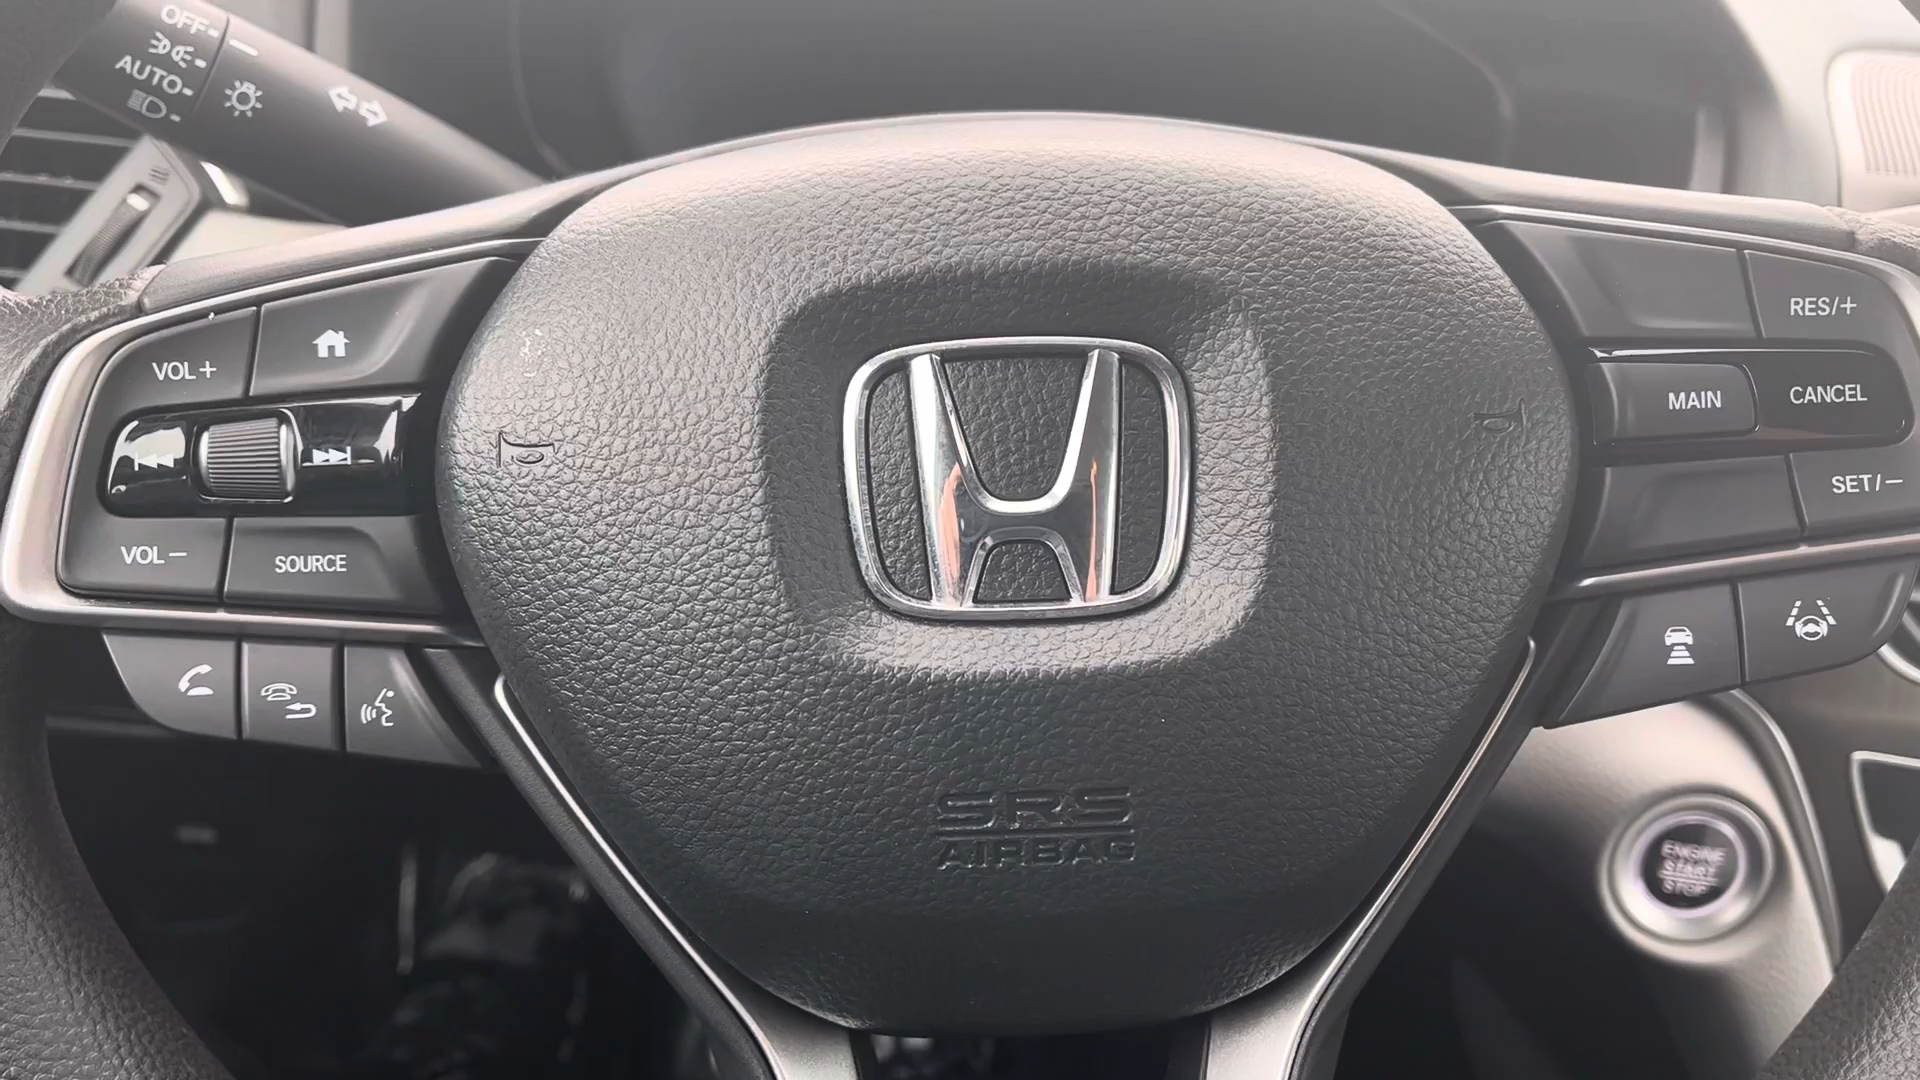 OFF
AUTO
VOL+
VOL−
SOURCE
RES/+
MAIN
CANCEL
SET/−
SRS
AIRBAG
ENGINE
START
STOP